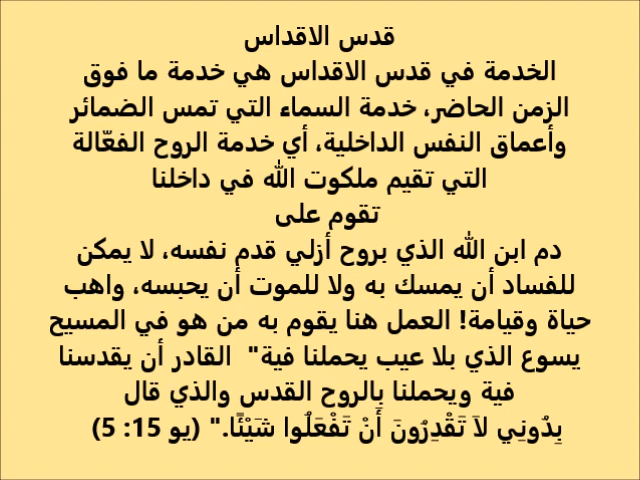 قدس الاقداس
الخدمة في قدس الاقداس هي خدمة ما فوق
الزمن الحاضر، خدمة السماء التي تمس الضمائر
وأعماق النفس الداخلية، أي خدمة الروح الفعّالة
التي تقيم ملكوت الله في داخلنا
تقوم على
دم ابن الله الذي بروح أزلي قدم نفسه، لا يمكن
للفساد أن يمسك به ولا للموت أن يحبسه، واهب
حياة وقيامة! العمل هنا يقوم به من هو في المسيح
يسوع الذي بلا عيب يحملنا فية" القادر أن يقدسنا
فية ويحملنا بالروح القدس والذي قال
بِدُونِي لاَ تَقْدِرُونَ أَنْ تَفْعَلُوا شَيْئًا." (يو 15: 5)